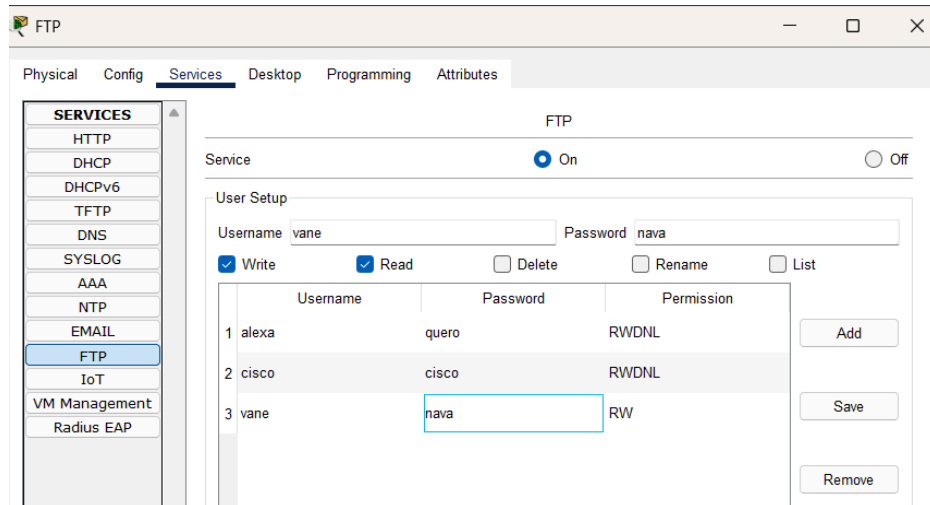 FTP
Physical Config Services Desktop Programming Attributes
SERVICES
HTTP
DHCP
DHCPv6
TFTP
DNS
SYSLOG
AAA
NTP
EMAIL
FTP
IoT
VM Management
Radius EAP
FTP
Service On Off
User Setup
Username vane Password nava
Write Read Delete Rename List
Username Password Permission
1 alexa quero RWDNL
2 cisco cisco RWDNL
3 vane nava RW
Add
Save
Remove